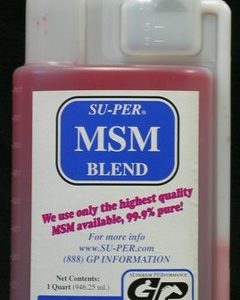 SU-PER®
MSM
BLEND
We use only the highest quality
MSM available, 99.9% pure!
For more info
www.SU-PER.com
(888) GP INFORMATION
Net Contents:
1 Quart (946.25 ml.)
SUPERIOR PERFORMANCE
GP